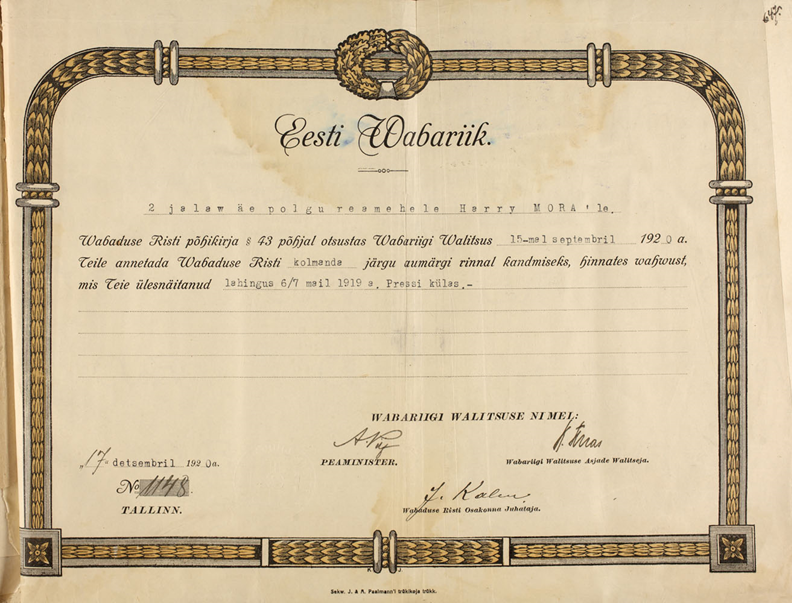 Eesti Wabariik.
2 jalawäe polgu reamehele Harry MORA'le.
Wabaduse Risti põhikirja § 43 põhjal otsustas Wabariigi Walitsus 15-mal septembril 1920 a.
Teile annetada Wabaduse Risti kolmanda järgu aumärgi rinnal kandmiseks, hinnates wahwust,
mis Teie ülesnäitanud lahingus 6/7 mail 1919 a. Pressi külas.-
WABARIIGI WALITSUSE NIMEL:
PEAMINISTER.
Wabariigi Walitsuse Asjade Walitseja.
"17" detsembril 1920a.
No 1148.
TALLINN.
J. Kalm.
Wabaduse Risti Osakonna Juhataja.
Sekw. J. & A. Paalmann'i trükikoja trükk.